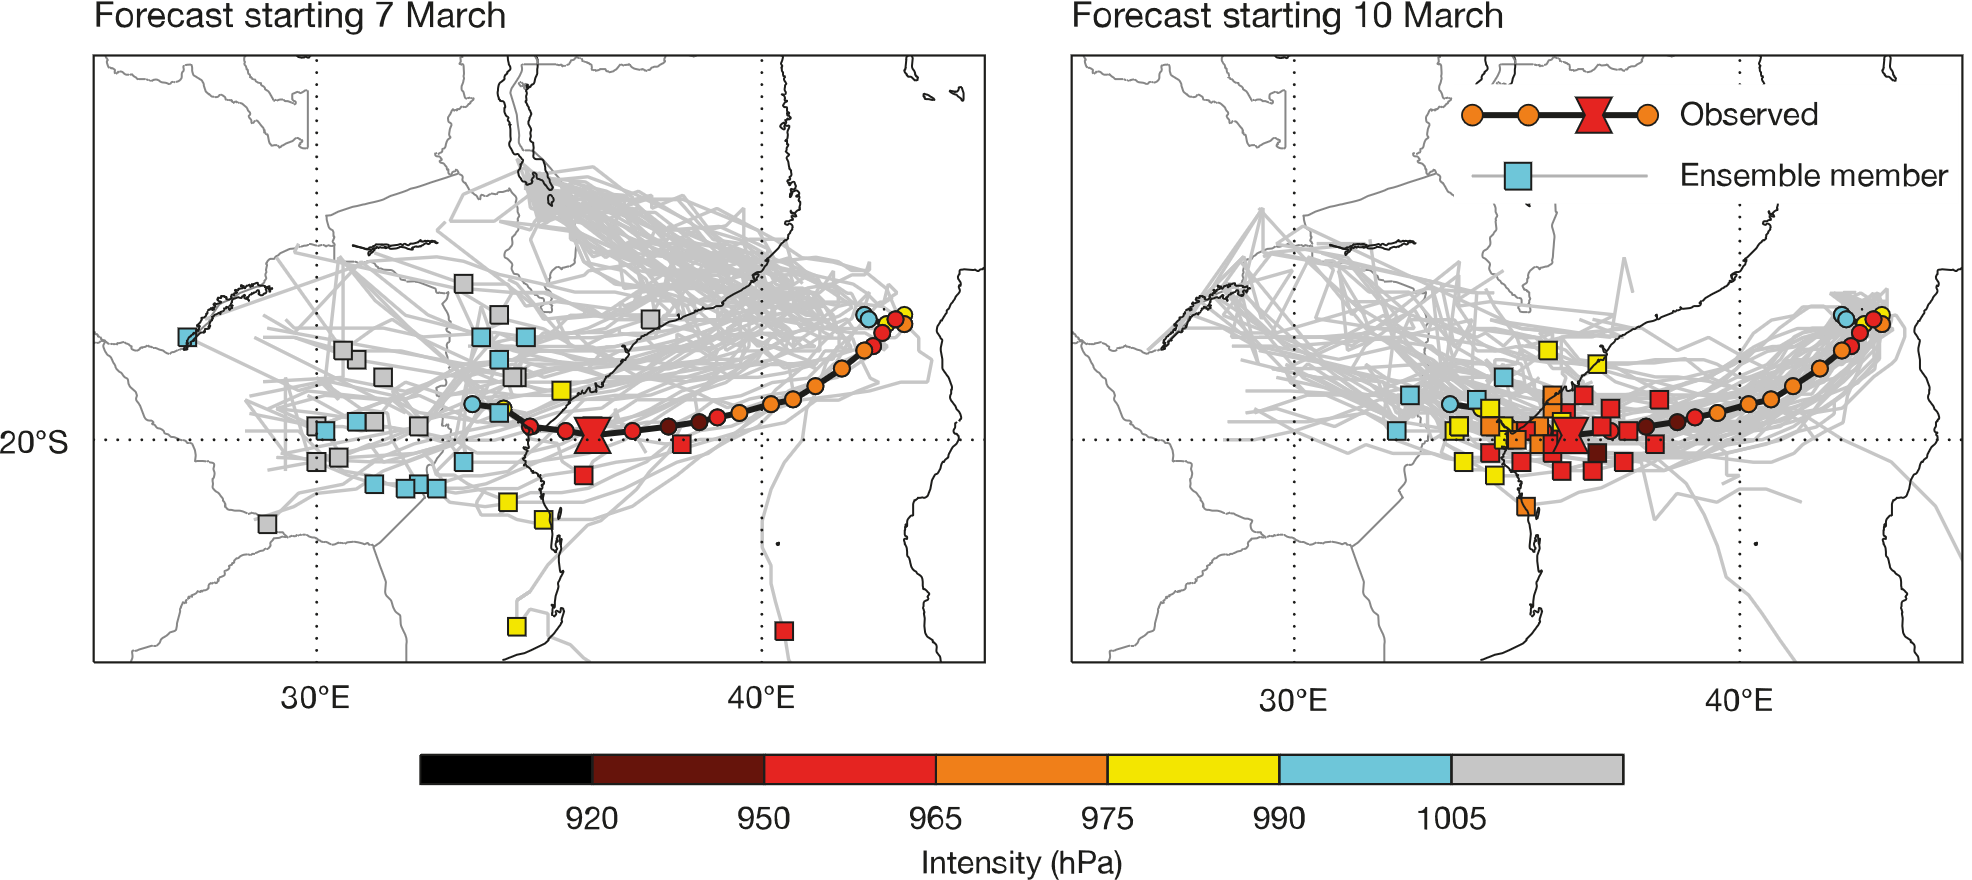 Forecast starting 7 March
Forecast starting 10 March
Observed
Ensemble member
20°S
30°E
40°E
30°E
40°E
920
950
965
975
990
1005
Intensity (hPa)